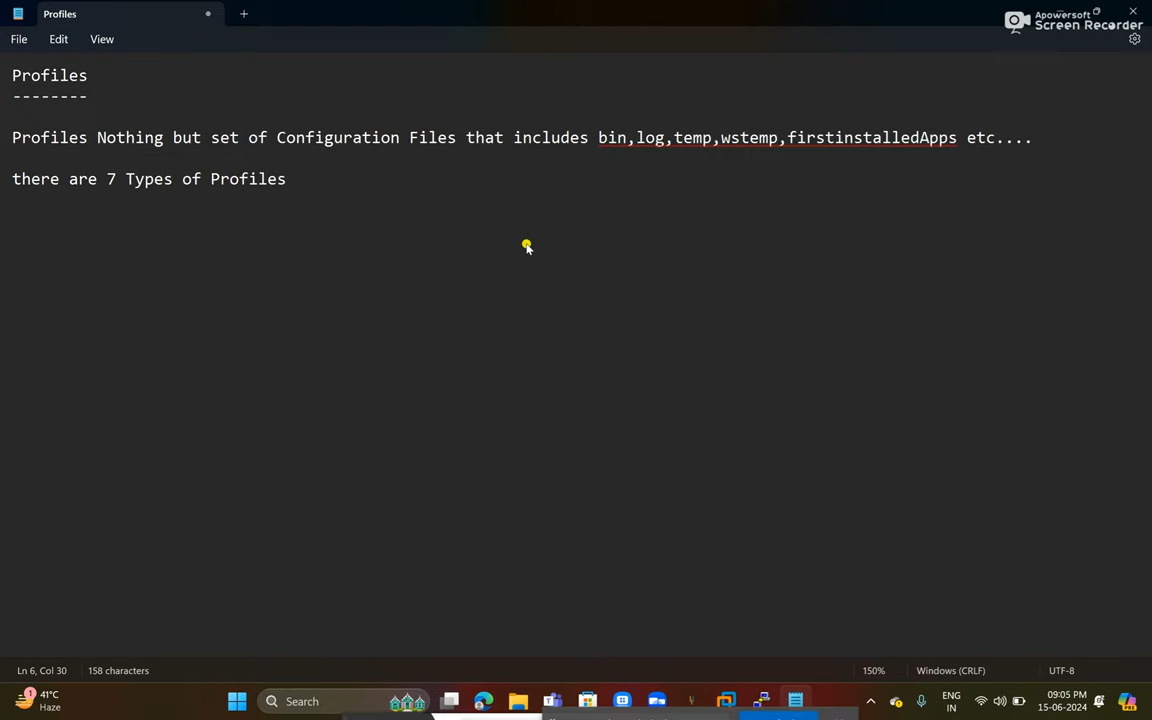 Profiles
Apowersoft
Screen Recorder
File Edit View
Profiles
--------
Profiles Nothing but set of Configuration Files that includes bin,log,temp,wstemp,firstinstalledApps etc....
there are 7 Types of Profiles
Ln 6, Col 30 158 characters 150% Windows (CRLF) UTF-8
1 41°C
Haze
Search
ENG
IN
09:05 PM
15-06-2024
PRE